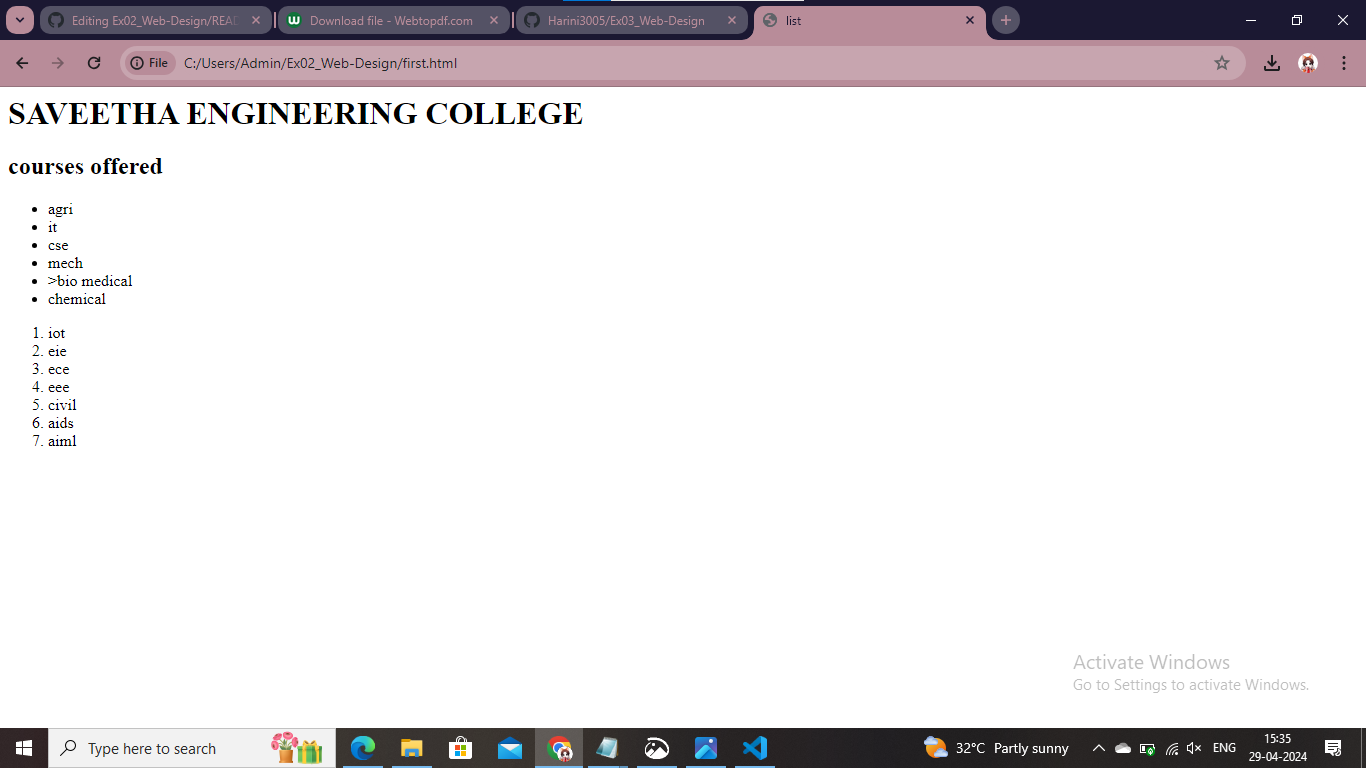 Editing Ex02_Web-Design/READ
Download file - Webtopdf.com
Harini3005/Ex03_Web-Design
list
File
C:/Users/Admin/Ex02_Web-Design/first.html
SAVEETHA ENGINEERING COLLEGE
courses offered
• agri
• it
• cse
• mech
• >bio medical
• chemical
1. iot
2. eie
3. ece
4. eee
5. civil
6. aids
7. aiml
Activate Windows
Go to Settings to activate Windows.
Type here to search
32°C Partly sunny
ENG
15:35
29-04-2024